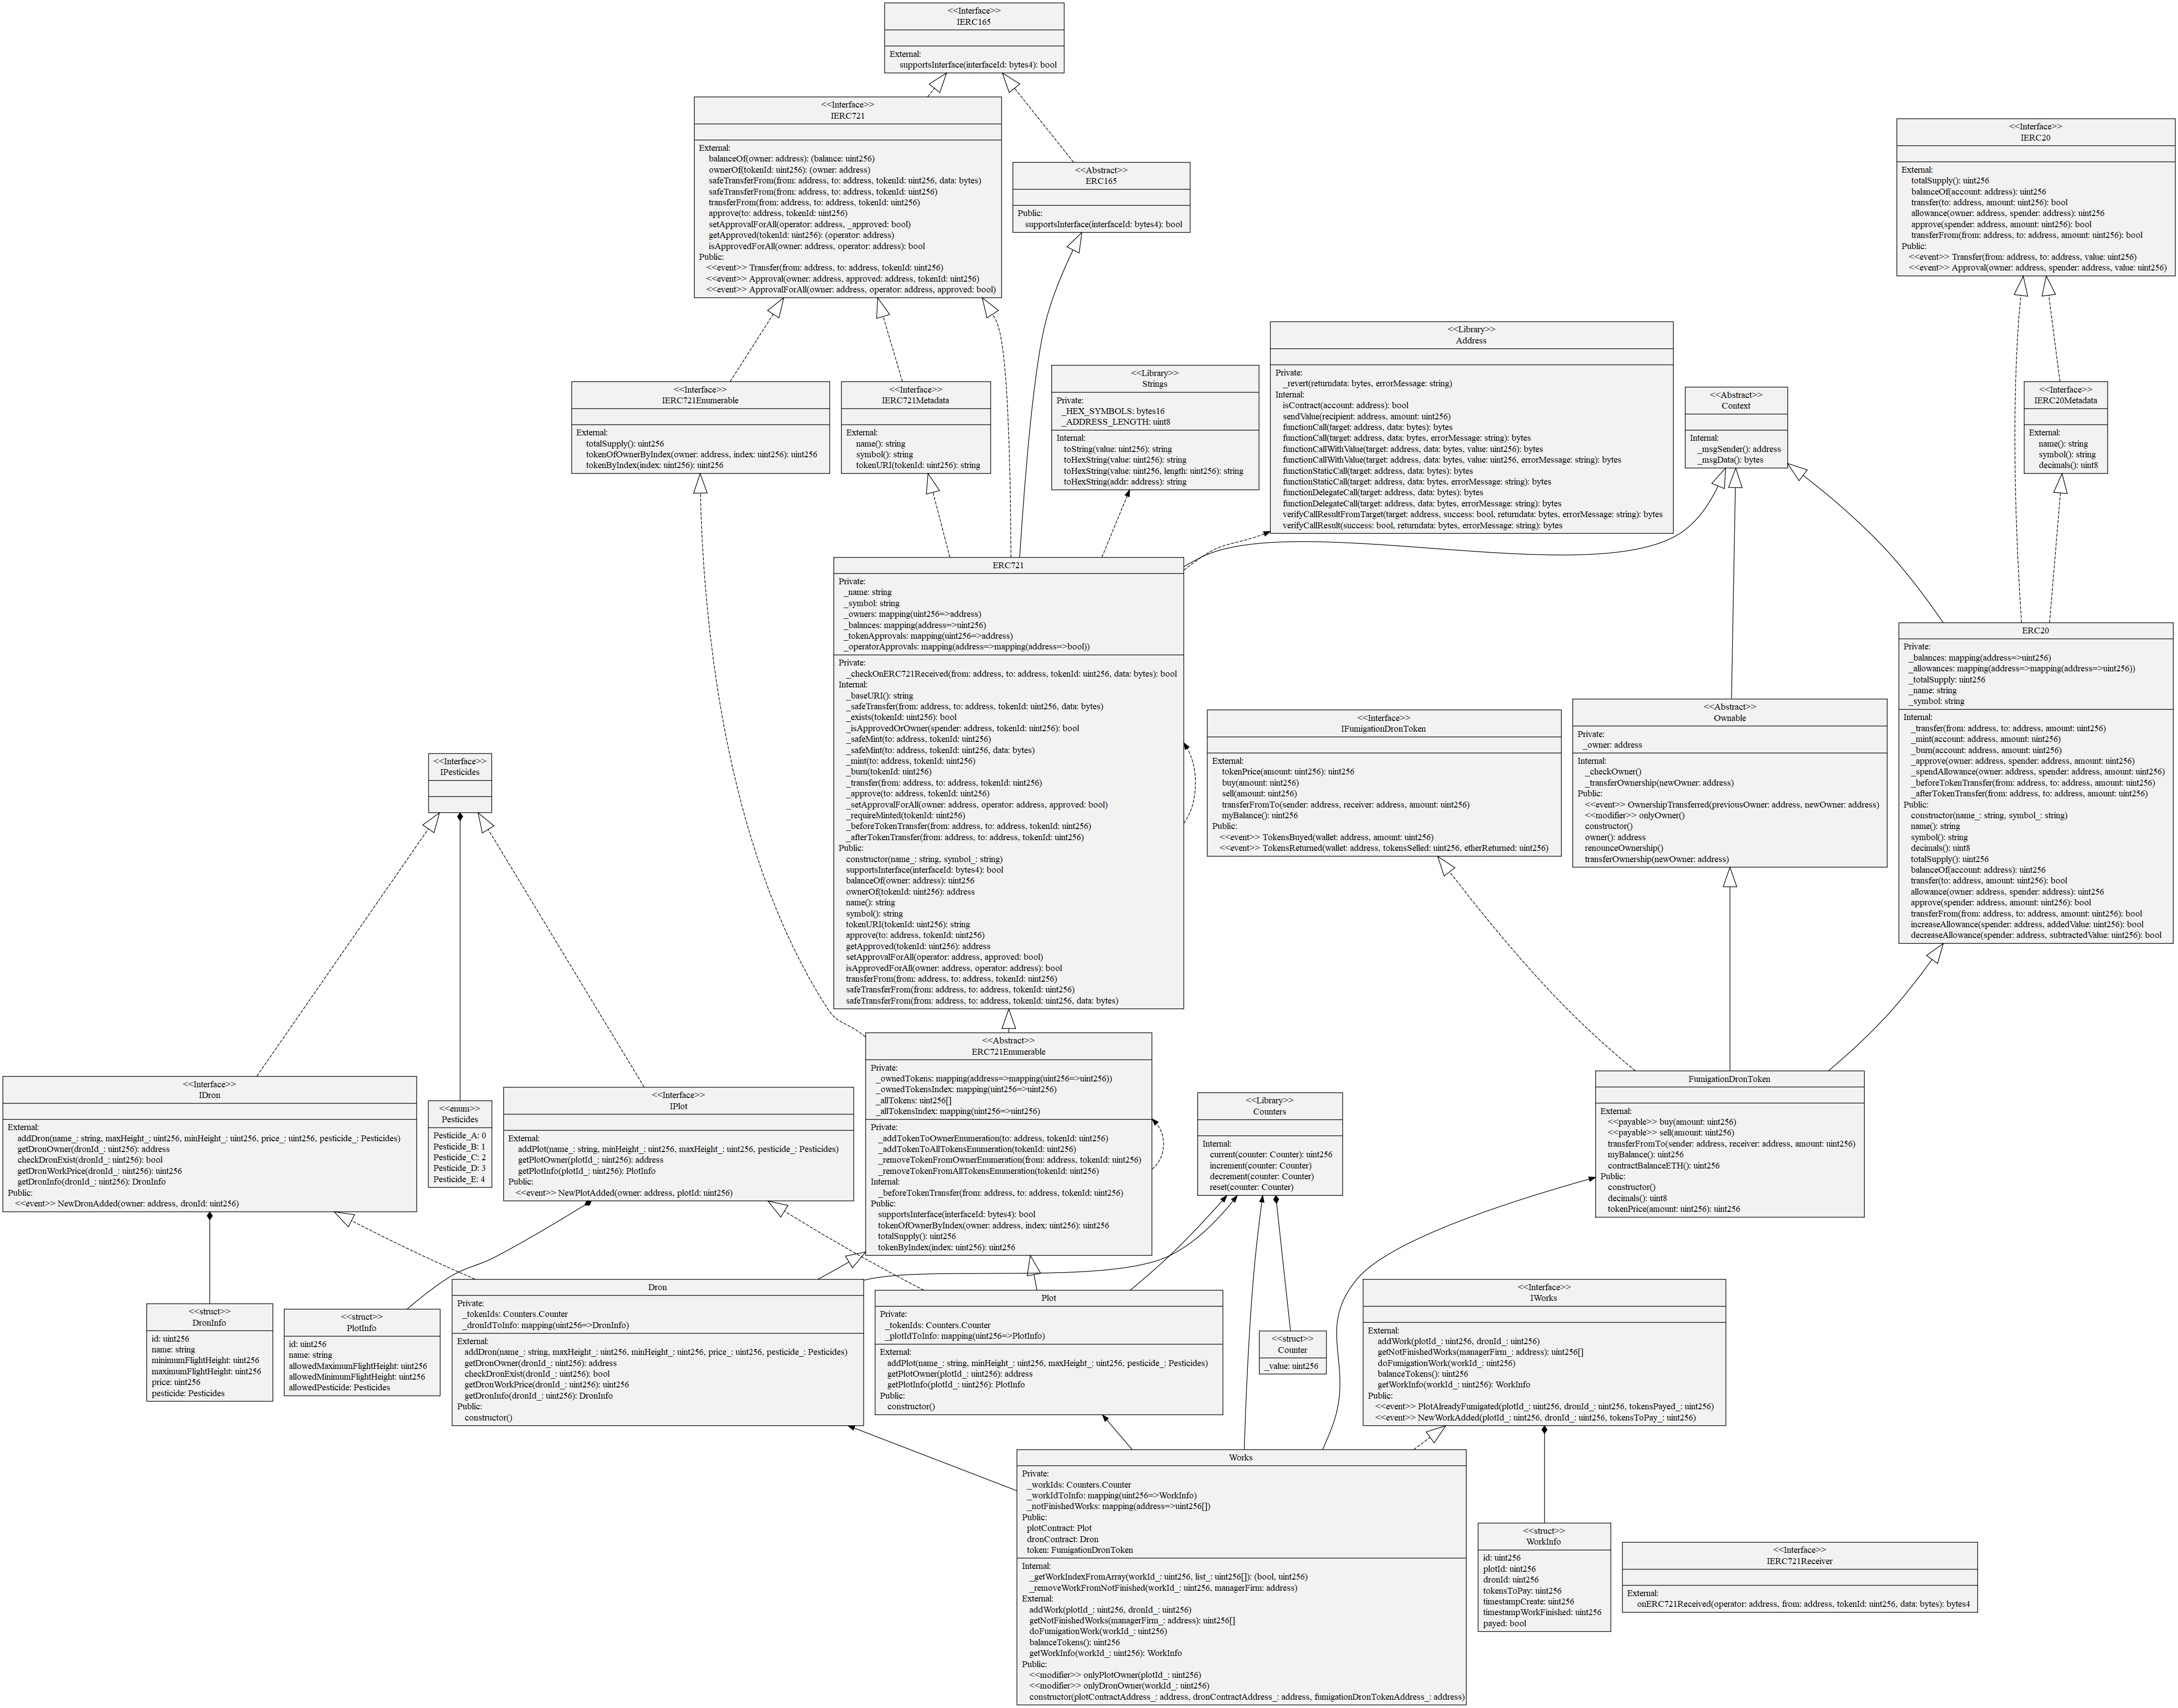 <<Interface>>
IERC165
External:
supportsInterface(interfaceId: bytes4): bool
<<Interface>>
IERC721
External:
balanceOf(owner: address): (balance: uint256)
ownerOf(tokenId: uint256): (owner: address)
safeTransferFrom(from: address, to: address, tokenId: uint256, data: bytes)
safeTransferFrom(from: address, to: address, tokenId: uint256)
transferFrom(from: address, to: address, tokenId: uint256)
approve(to: address, tokenId: uint256)
setApprovalForAll(operator: address, _approved: bool)
getApproved(tokenId: uint256): (operator: address)
isApprovedForAll(owner: address, operator: address): bool
Public:
<<event>> Transfer(from: address, to: address, tokenId: uint256)
<<event>> Approval(owner: address, approved: address, tokenId: uint256)
<<event>> ApprovalForAll(owner: address, operator: address, approved: bool)
<<Abstract>>
ERC165
Public:
supportsInterface(interfaceId: bytes4): bool
<<Interface>>
IERC20
External:
totalSupply(): uint256
balanceOf(account: address): uint256
transfer(to: address, amount: uint256): bool
allowance(owner: address, spender: address): uint256
approve(spender: address, amount: uint256): bool
transferFrom(from: address, to: address, amount: uint256): bool
Public:
<<event>> Transfer(from: address, to: address, value: uint256)
<<event>> Approval(owner: address, spender: address, value: uint256)
<<Interface>>
IERC721Enumerable
External:
totalSupply(): uint256
tokenOfOwnerByIndex(owner: address, index: uint256): uint256
tokenByIndex(index: uint256): uint256
<<Interface>>
IERC721Metadata
External:
name(): string
symbol(): string
tokenURI(tokenId: uint256): string
<<Library>>
Strings
Private:
_HEX_SYMBOLS: bytes16
_ADDRESS_LENGTH: uint8
Internal:
toString(value: uint256): string
toHexString(value: uint256): string
toHexString(value: uint256, length: uint256): string
toHexString(addr: address): string
<<Library>>
Address
Private:
_revert(returndata: bytes, errorMessage: string)
Internal:
isContract(account: address): bool
sendValue(recipient: address, amount: uint256)
functionCall(target: address, data: bytes): bytes
functionCall(target: address, data: bytes, errorMessage: string): bytes
functionCallWithValue(target: address, data: bytes, value: uint256): bytes
functionCallWithValue(target: address, data: bytes, value: uint256, errorMessage: string): bytes
functionStaticCall(target: address, data: bytes): bytes
functionStaticCall(target: address, data: bytes, errorMessage: string): bytes
functionDelegateCall(target: address, data: bytes): bytes
functionDelegateCall(target: address, data: bytes, errorMessage: string): bytes
verifyCallResultFromTarget(target: address, success: bool, returndata: bytes, errorMessage: string): bytes
verifyCallResult(success: bool, returndata: bytes, errorMessage: string): bytes
<<Abstract>>
Context
Internal:
_msgSender(): address
_msgData(): bytes
<<Interface>>
IERC20Metadata
External:
name(): string
symbol(): string
decimals(): uint8
ERC721
Private:
_name: string
_symbol: string
_owners: mapping(uint256=>address)
_balances: mapping(address=>uint256)
_tokenApprovals: mapping(uint256=>address)
_operatorApprovals: mapping(address=>mapping(address=>bool))
Private:
_checkOnERC721Received(from: address, to: address, tokenId: uint256, data: bytes): bool
Internal:
_baseURI(): string
_safeTransfer(from: address, to: address, tokenId: uint256, data: bytes)
_exists(tokenId: uint256): bool
_isApprovedOrOwner(spender: address, tokenId: uint256): bool
_safeMint(to: address, tokenId: uint256)
_safeMint(to: address, tokenId: uint256, data: bytes)
_mint(to: address, tokenId: uint256)
_burn(tokenId: uint256)
_transfer(from: address, to: address, tokenId: uint256)
_approve(to: address, tokenId: uint256)
_setApprovalForAll(owner: address, operator: address, approved: bool)
_requireMinted(tokenId: uint256)
_beforeTokenTransfer(from: address, to: address, tokenId: uint256)
_afterTokenTransfer(from: address, to: address, tokenId: uint256)
Public:
constructor(name_: string, symbol_: string)
supportsInterface(interfaceId: bytes4): bool
balanceOf(owner: address): uint256
ownerOf(tokenId: uint256): address
name(): string
symbol(): string
tokenURI(tokenId: uint256): string
approve(to: address, tokenId: uint256)
getApproved(tokenId: uint256): address
setApprovalForAll(operator: address, approved: bool)
isApprovedForAll(owner: address, operator: address): bool
transferFrom(from: address, to: address, tokenId: uint256)
safeTransferFrom(from: address, to: address, tokenId: uint256)
safeTransferFrom(from: address, to: address, tokenId: uint256, data: bytes)
ERC20
Private:
_balances: mapping(address=>uint256)
_allowances: mapping(address=>mapping(address=>uint256))
_totalSupply: uint256
_name: string
_symbol: string
Internal:
_transfer(from: address, to: address, amount: uint256)
_mint(account: address, amount: uint256)
_burn(account: address, amount: uint256)
_approve(owner: address, spender: address, amount: uint256)
_spendAllowance(owner: address, spender: address, amount: uint256)
_beforeTokenTransfer(from: address, to: address, amount: uint256)
_afterTokenTransfer(from: address, to: address, amount: uint256)
Public:
constructor(name_: string, symbol_: string)
name(): string
symbol(): string
decimals(): uint8
totalSupply(): uint256
balanceOf(account: address): uint256
transfer(to: address, amount: uint256): bool
allowance(owner: address, spender: address): uint256
approve(spender: address, amount: uint256): bool
transferFrom(from: address, to: address, amount: uint256): bool
increaseAllowance(spender: address, addedValue: uint256): bool
decreaseAllowance(spender: address, subtractedValue: uint256): bool
<<Interface>>
IFumigationDronToken
External:
tokenPrice(amount: uint256): uint256
buy(amount: uint256)
sell(amount: uint256)
transferFromTo(sender: address, receiver: address, amount: uint256)
myBalance(): uint256
Public:
<<event>> TokensBuyed(wallet: address, amount: uint256)
<<event>> TokensReturned(wallet: address, tokensSelled: uint256, etherReturned: uint256)
<<Abstract>>
Ownable
Private:
_owner: address
Internal:
_checkOwner()
_transferOwnership(newOwner: address)
Public:
<<event>> OwnershipTransferred(previousOwner: address, newOwner: address)
<<modifier>> onlyOwner()
constructor()
owner(): address
renounceOwnership()
transferOwnership(newOwner: address)
<<Interface>>
IPesticides
<<Interface>>
IDron
External:
addDron(name_: string, maxHeight_: uint256, minHeight_: uint256, price_: uint256, pesticide_: Pesticides)
getDronOwner(dronId_: uint256): address
checkDronExist(dronId_: uint256): bool
getDronWorkPrice(dronId_: uint256): uint256
getDronInfo(dronId_: uint256): DronInfo
Public:
<<event>> NewDronAdded(owner: address, dronId: uint256)
<<enum>>
Pesticides
Pesticide_A: 0
Pesticide_B: 1
Pesticide_C: 2
Pesticide_D: 3
Pesticide_E: 4
<<Interface>>
IPlot
External:
addPlot(name_: string, minHeight_: uint256, maxHeight_: uint256, pesticide_: Pesticides)
getPlotOwner(plotId_: uint256): address
getPlotInfo(plotId_: uint256): PlotInfo
Public:
<<event>> NewPlotAdded(owner: address, plotId: uint256)
<<Abstract>>
ERC721Enumerable
Private:
_ownedTokens: mapping(address=>mapping(uint256=>uint256))
_ownedTokensIndex: mapping(uint256=>uint256)
_allTokens: uint256[]
_allTokensIndex: mapping(uint256=>uint256)
Private:
_addTokenToOwnerEnumeration(to: address, tokenId: uint256)
_addTokenToAllTokensEnumeration(tokenId: uint256)
_removeTokenFromOwnerEnumeration(from: address, tokenId: uint256)
_removeTokenFromAllTokensEnumeration(tokenId: uint256)
Internal:
_beforeTokenTransfer(from: address, to: address, tokenId: uint256)
Public:
supportsInterface(interfaceId: bytes4): bool
tokenOfOwnerByIndex(owner: address, index: uint256): uint256
totalSupply(): uint256
tokenByIndex(index: uint256): uint256
<<Library>>
Counters
Internal:
current(counter: Counter): uint256
increment(counter: Counter)
decrement(counter: Counter)
reset(counter: Counter)
FumigationDronToken
External:
<<payable>> buy(amount: uint256)
<<payable>> sell(amount: uint256)
transferFromTo(sender: address, receiver: address, amount: uint256)
myBalance(): uint256
contractBalanceETH(): uint256
Public:
constructor()
decimals(): uint8
tokenPrice(amount: uint256): uint256
<<struct>>
DronInfo
id: uint256
name: string
minimumFlightHeight: uint256
maximumFlightHeight: uint256
price: uint256
pesticide: Pesticides
<<struct>>
PlotInfo
id: uint256
name: string
allowedMaximumFlightHeight: uint256
allowedMinimumFlightHeight: uint256
allowedPesticide: Pesticides
Dron
Private:
_tokenIds: Counters.Counter
_dronIdToInfo: mapping(uint256=>DronInfo)
External:
addDron(name_: string, maxHeight_: uint256, minHeight_: uint256, price_: uint256, pesticide_: Pesticides)
getDronOwner(dronId_: uint256): address
checkDronExist(dronId_: uint256): bool
getDronWorkPrice(dronId_: uint256): uint256
getDronInfo(dronId_: uint256): DronInfo
Public:
constructor()
Plot
Private:
_tokenIds: Counters.Counter
_plotIdToInfo: mapping(uint256=>PlotInfo)
External:
addPlot(name_: string, minHeight_: uint256, maxHeight_: uint256, pesticide_: Pesticides)
getPlotOwner(plotId_: uint256): address
getPlotInfo(plotId_: uint256): PlotInfo
Public:
constructor()
<<struct>>
Counter
_value: uint256
<<Interface>>
IWorks
External:
addWork(plotId_: uint256, dronId_: uint256)
getNotFinishedWorks(managerFirm_: address): uint256[]
doFumigationWork(workId_: uint256)
balanceTokens(): uint256
getWorkInfo(workId_: uint256): WorkInfo
Public:
<<event>> PlotAlreadyFumigated(plotId_: uint256, dronId_: uint256, tokensPayed_: uint256)
<<event>> NewWorkAdded(plotId_: uint256, dronId_: uint256, tokensToPay_: uint256)
Works
Private:
_workIds: Counters.Counter
_workIdToInfo: mapping(uint256=>WorkInfo)
_notFinishedWorks: mapping(address=>uint256[])
Public:
plotContract: Plot
dronContract: Dron
token: FumigationDronToken
Internal:
_getWorkIndexFromArray(workId_: uint256, list_: uint256[]): (bool, uint256)
_removeWorkFromNotFinished(workId_: uint256, managerFirm: address)
External:
addWork(plotId_: uint256, dronId_: uint256)
getNotFinishedWorks(managerFirm_: address): uint256[]
doFumigationWork(workId_: uint256)
balanceTokens(): uint256
getWorkInfo(workId_: uint256): WorkInfo
Public:
<<modifier>> onlyPlotOwner(plotId_: uint256)
<<modifier>> onlyDronOwner(workId_: uint256)
constructor(plotContractAddress_: address, dronContractAddress_: address, fumigationDronTokenAddress_: address)
<<struct>>
WorkInfo
id: uint256
plotId: uint256
dronId: uint256
tokensToPay: uint256
timestampCreate: uint256
timestampWorkFinished: uint256
payed: bool
<<Interface>>
IERC721Receiver
External:
onERC721Received(operator: address, from: address, tokenId: uint256, data: bytes): bytes4